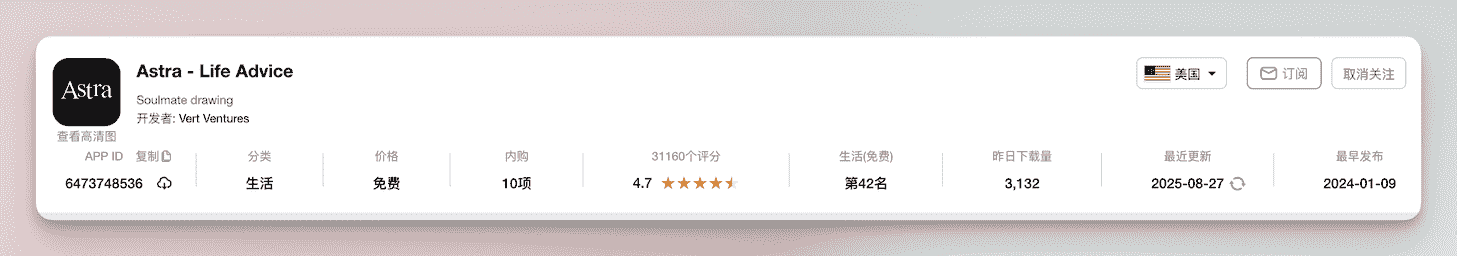 Astra
查看高清图
Astra - Life Advice
Soulmate drawing
开发者: Vert Ventures
美国
订阅
取消关注
APP ID 复制
6473748536
分类
生活
价格
免费
内购
10项
31160个评分
4.7
生活(免费)
第42名
昨日下载量
3,132
最近更新
2025-08-27
最早发布
2024-01-09